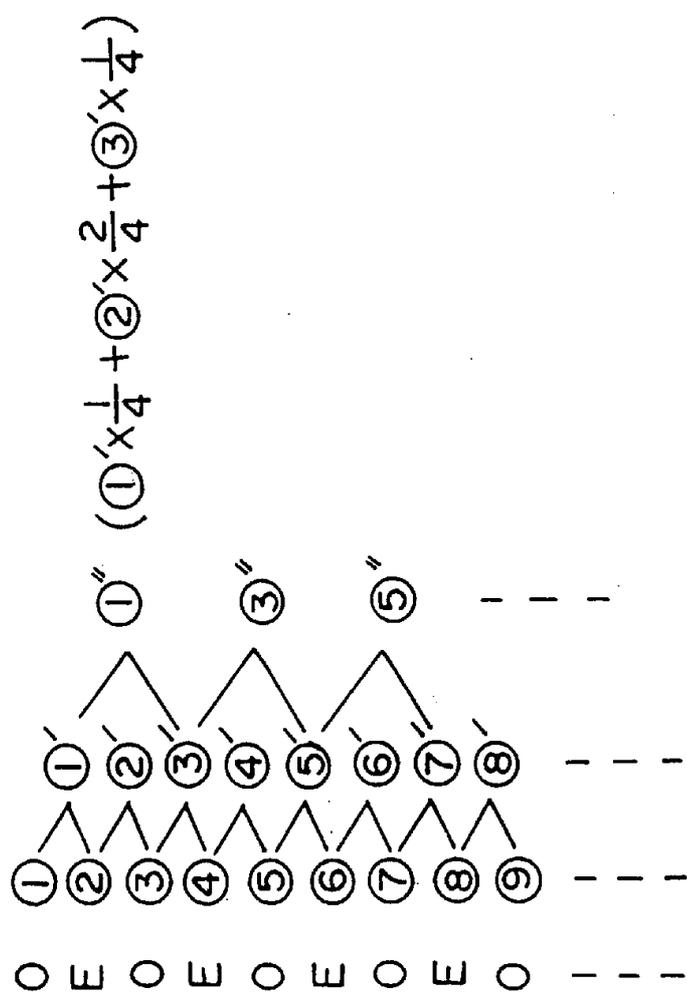 O ①
①′
E ②
①″ (①′×1/4+②′×2/4+③′×1/4)
②′
O ③
③′
E ④
④′
③″
O ⑤
⑤′
E ⑥
⑥′
⑤″
O ⑦
⑦′
E ⑧
⑧′
O ⑨